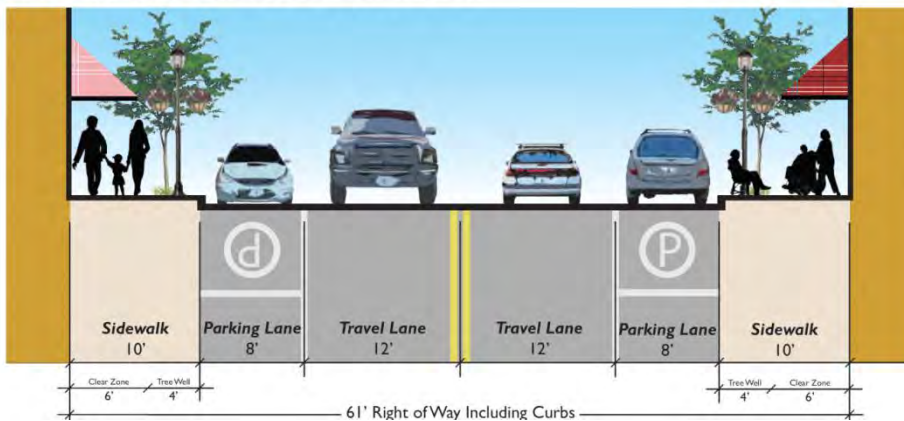 P P
Sidewalk Parking Lane Travel Lane Travel Lane Parking Lane Sidewalk
10' 8' 12' 12' 8' 10'
Clear Zone Tree Well Tree Well Clear Zone
6' 4' 4' 6'
61' Right of Way Including Curbs